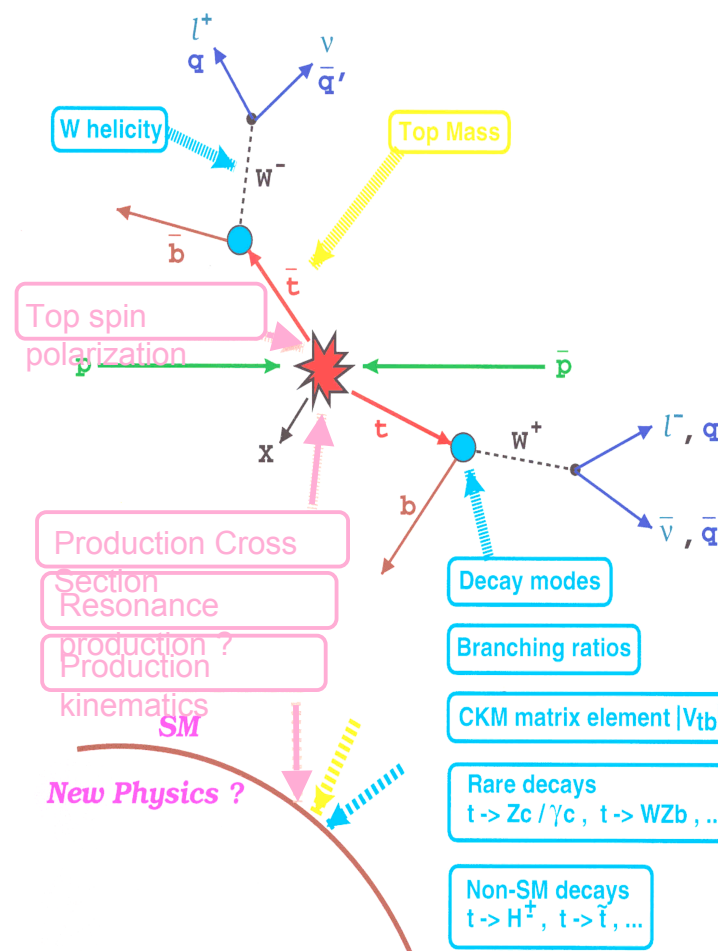 l⁺
q
ν
q̄′
W helicity
Top Mass
W⁻
b̄
t̄
Top spin
polarization
p
p̄
t
X
W⁺
l⁻, q
ν̄, q̄
b
Production Cross
Section
Resonance
production ?
Production
kinematics
Decay modes
Branching ratios
CKM matrix element |Vtb
Rare decays
t -> Zc / γc , t -> WZb , ...
Non-SM decays
t -> H±, t -> t̃, ...
SM
New Physics ?